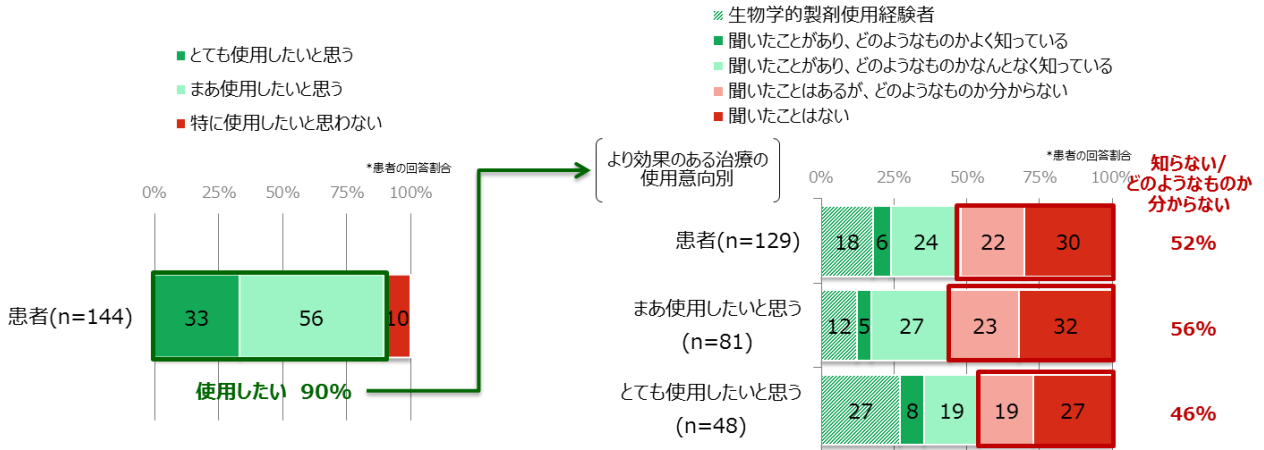 とても使用したいと思う
まあ使用したいと思う
特に使用したいと思わない
*患者の回答割合
0% 25% 50% 75% 100%
患者(n=144)
33 56 10
使用したい 90%
生物学的製剤使用経験者
聞いたことがあり、どのようなものかよく知っている
聞いたことがあり、どのようなものかなんとなく知っている
聞いたことはあるが、どのようなものか分からない
聞いたことはない
より効果のある治療の
使用意向別
*患者の回答割合
0% 25% 50% 75% 100%
知らない/
どのようなものか
分からない
患者(n=129)
18 6 24 22 30
52%
まあ使用したいと思う
(n=81)
12 5 27 23 32
56%
とても使用したいと思う
(n=48)
27 8 19 19 27
46%